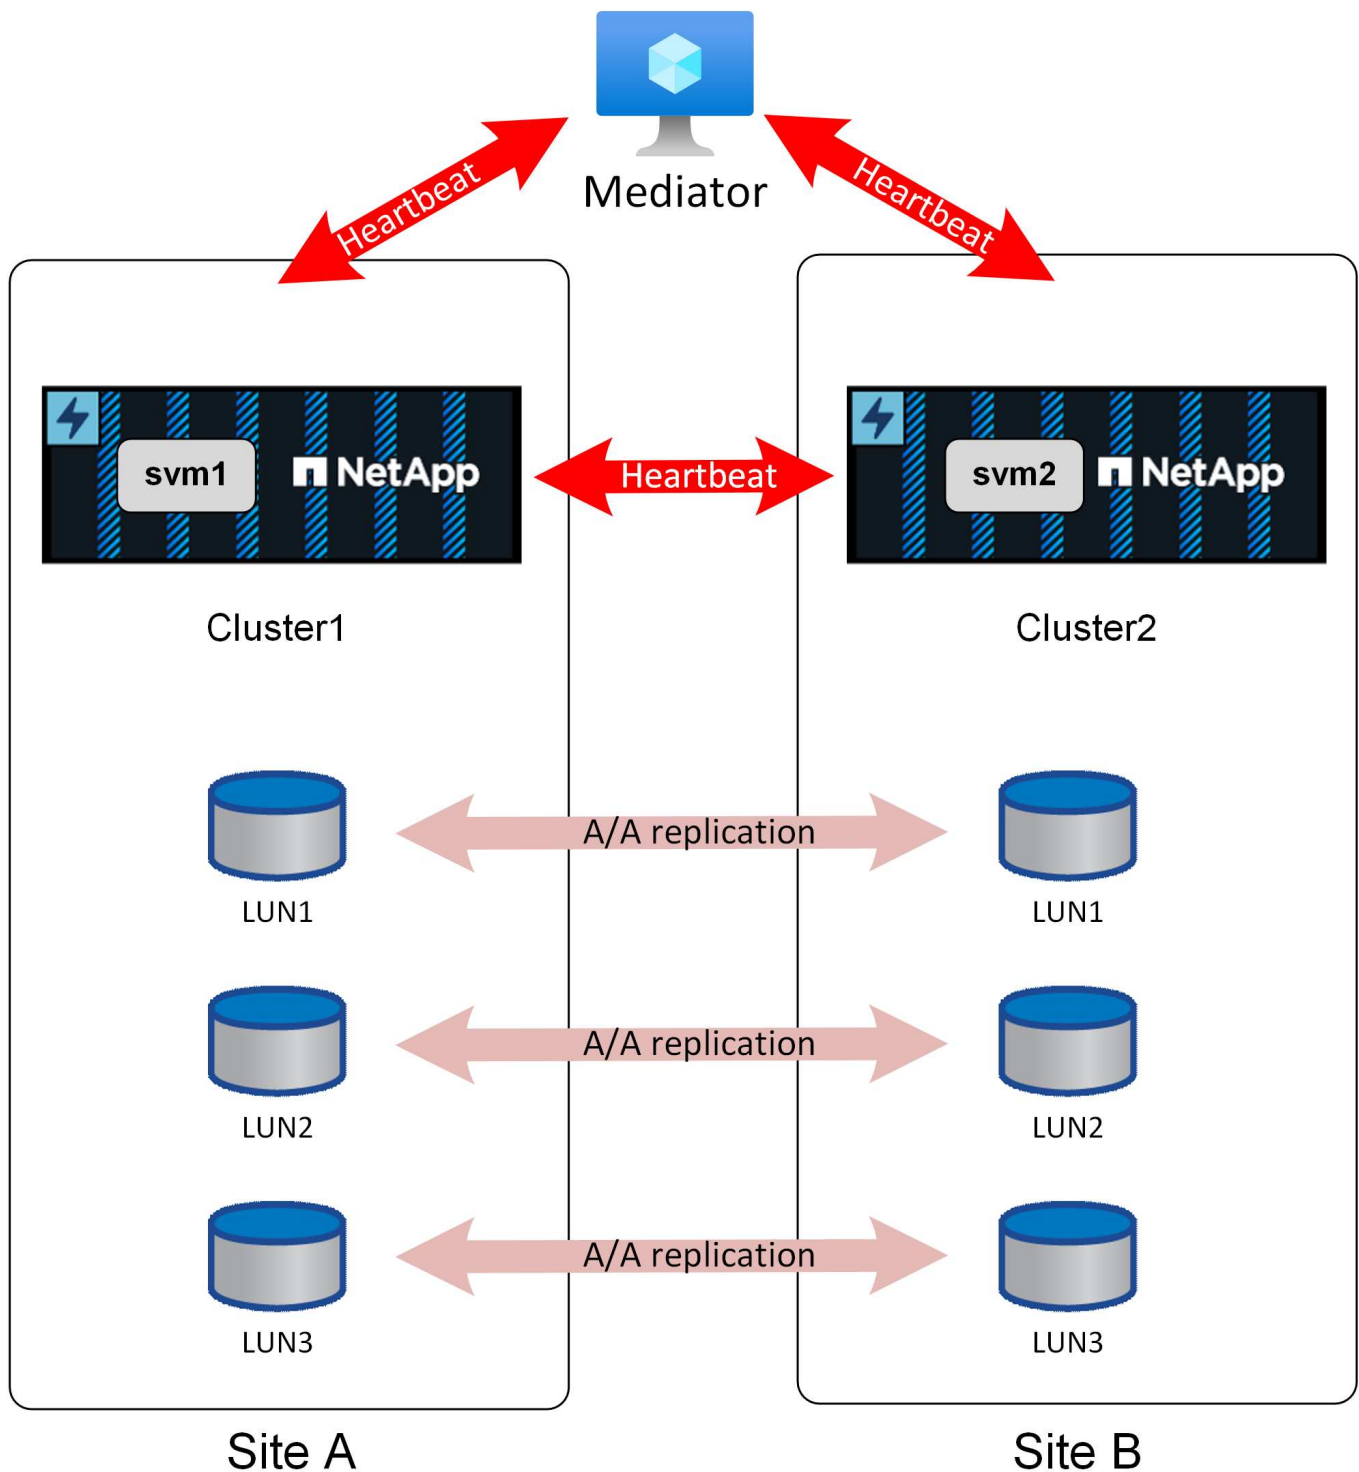 Mediator
Heartbeat
Heartbeat
svm1
NetApp
Heartbeat
svm2
NetApp
Cluster1
Cluster2
A/A replication
LUN1
LUN1
A/A replication
LUN2
LUN2
A/A replication
LUN3
LUN3
Site A
Site B